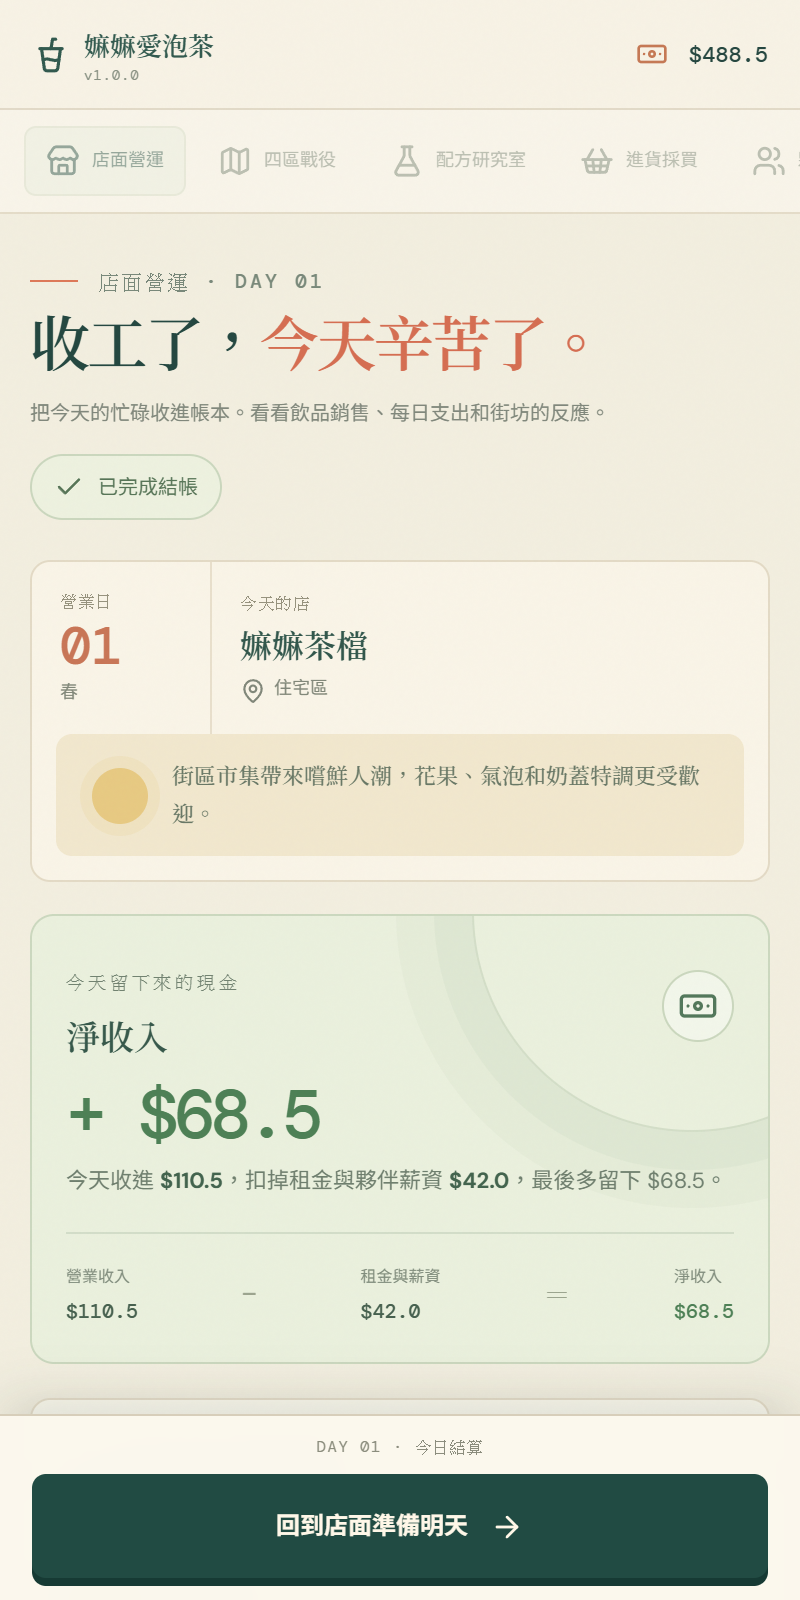 嫲嫲愛泡茶
v1.0.0
$488.5
店面營運
四區戰役
配方研究室
進貨採買
店面營運 · DAY 01
收工了，今天辛苦了。
把今天的忙碌收進帳本。看看飲品銷售、每日支出和街坊的反應。
已完成結帳
營業日
01
春
今天的店
嫲嫲茶檔
住宅區
街區市集帶來嚐鮮人潮，花果、氣泡和奶蓋特調更受歡
迎。
今天留下來的現金
淨收入
+ $68.5
今天收進 $110.5，扣掉租金與夥伴薪資 $42.0，最後多留下 $68.5。
營業收入
$110.5
−
租金與薪資
$42.0
=
淨收入
$68.5
DAY 01 · 今日結算
回到店面準備明天 →